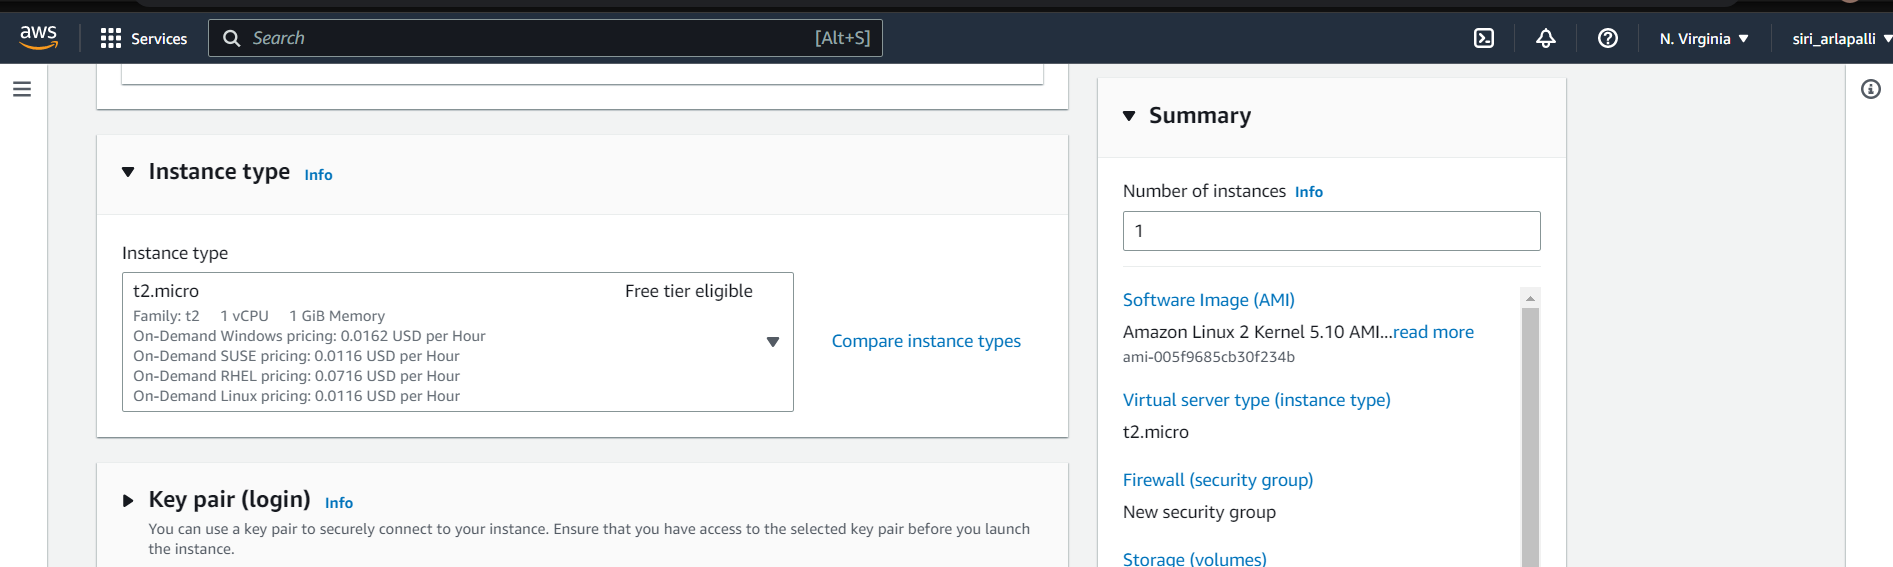 aws
Services
Search [Alt+S]
N. Virginia
siri_arlapalli
Instance type Info
Instance type
t2.micro Free tier eligible
Family: t2 1 vCPU 1 GiB Memory
On-Demand Windows pricing: 0.0162 USD per Hour
On-Demand SUSE pricing: 0.0116 USD per Hour
On-Demand RHEL pricing: 0.0716 USD per Hour
On-Demand Linux pricing: 0.0116 USD per Hour
Compare instance types
Key pair (login) Info
You can use a key pair to securely connect to your instance. Ensure that you have access to the selected key pair before you launch
the instance.
Summary
Number of instances Info
1
Software Image (AMI)
Amazon Linux 2 Kernel 5.10 AMI...read more
ami-005f9685cb30f234b
Virtual server type (instance type)
t2.micro
Firewall (security group)
New security group
Storage (volumes)